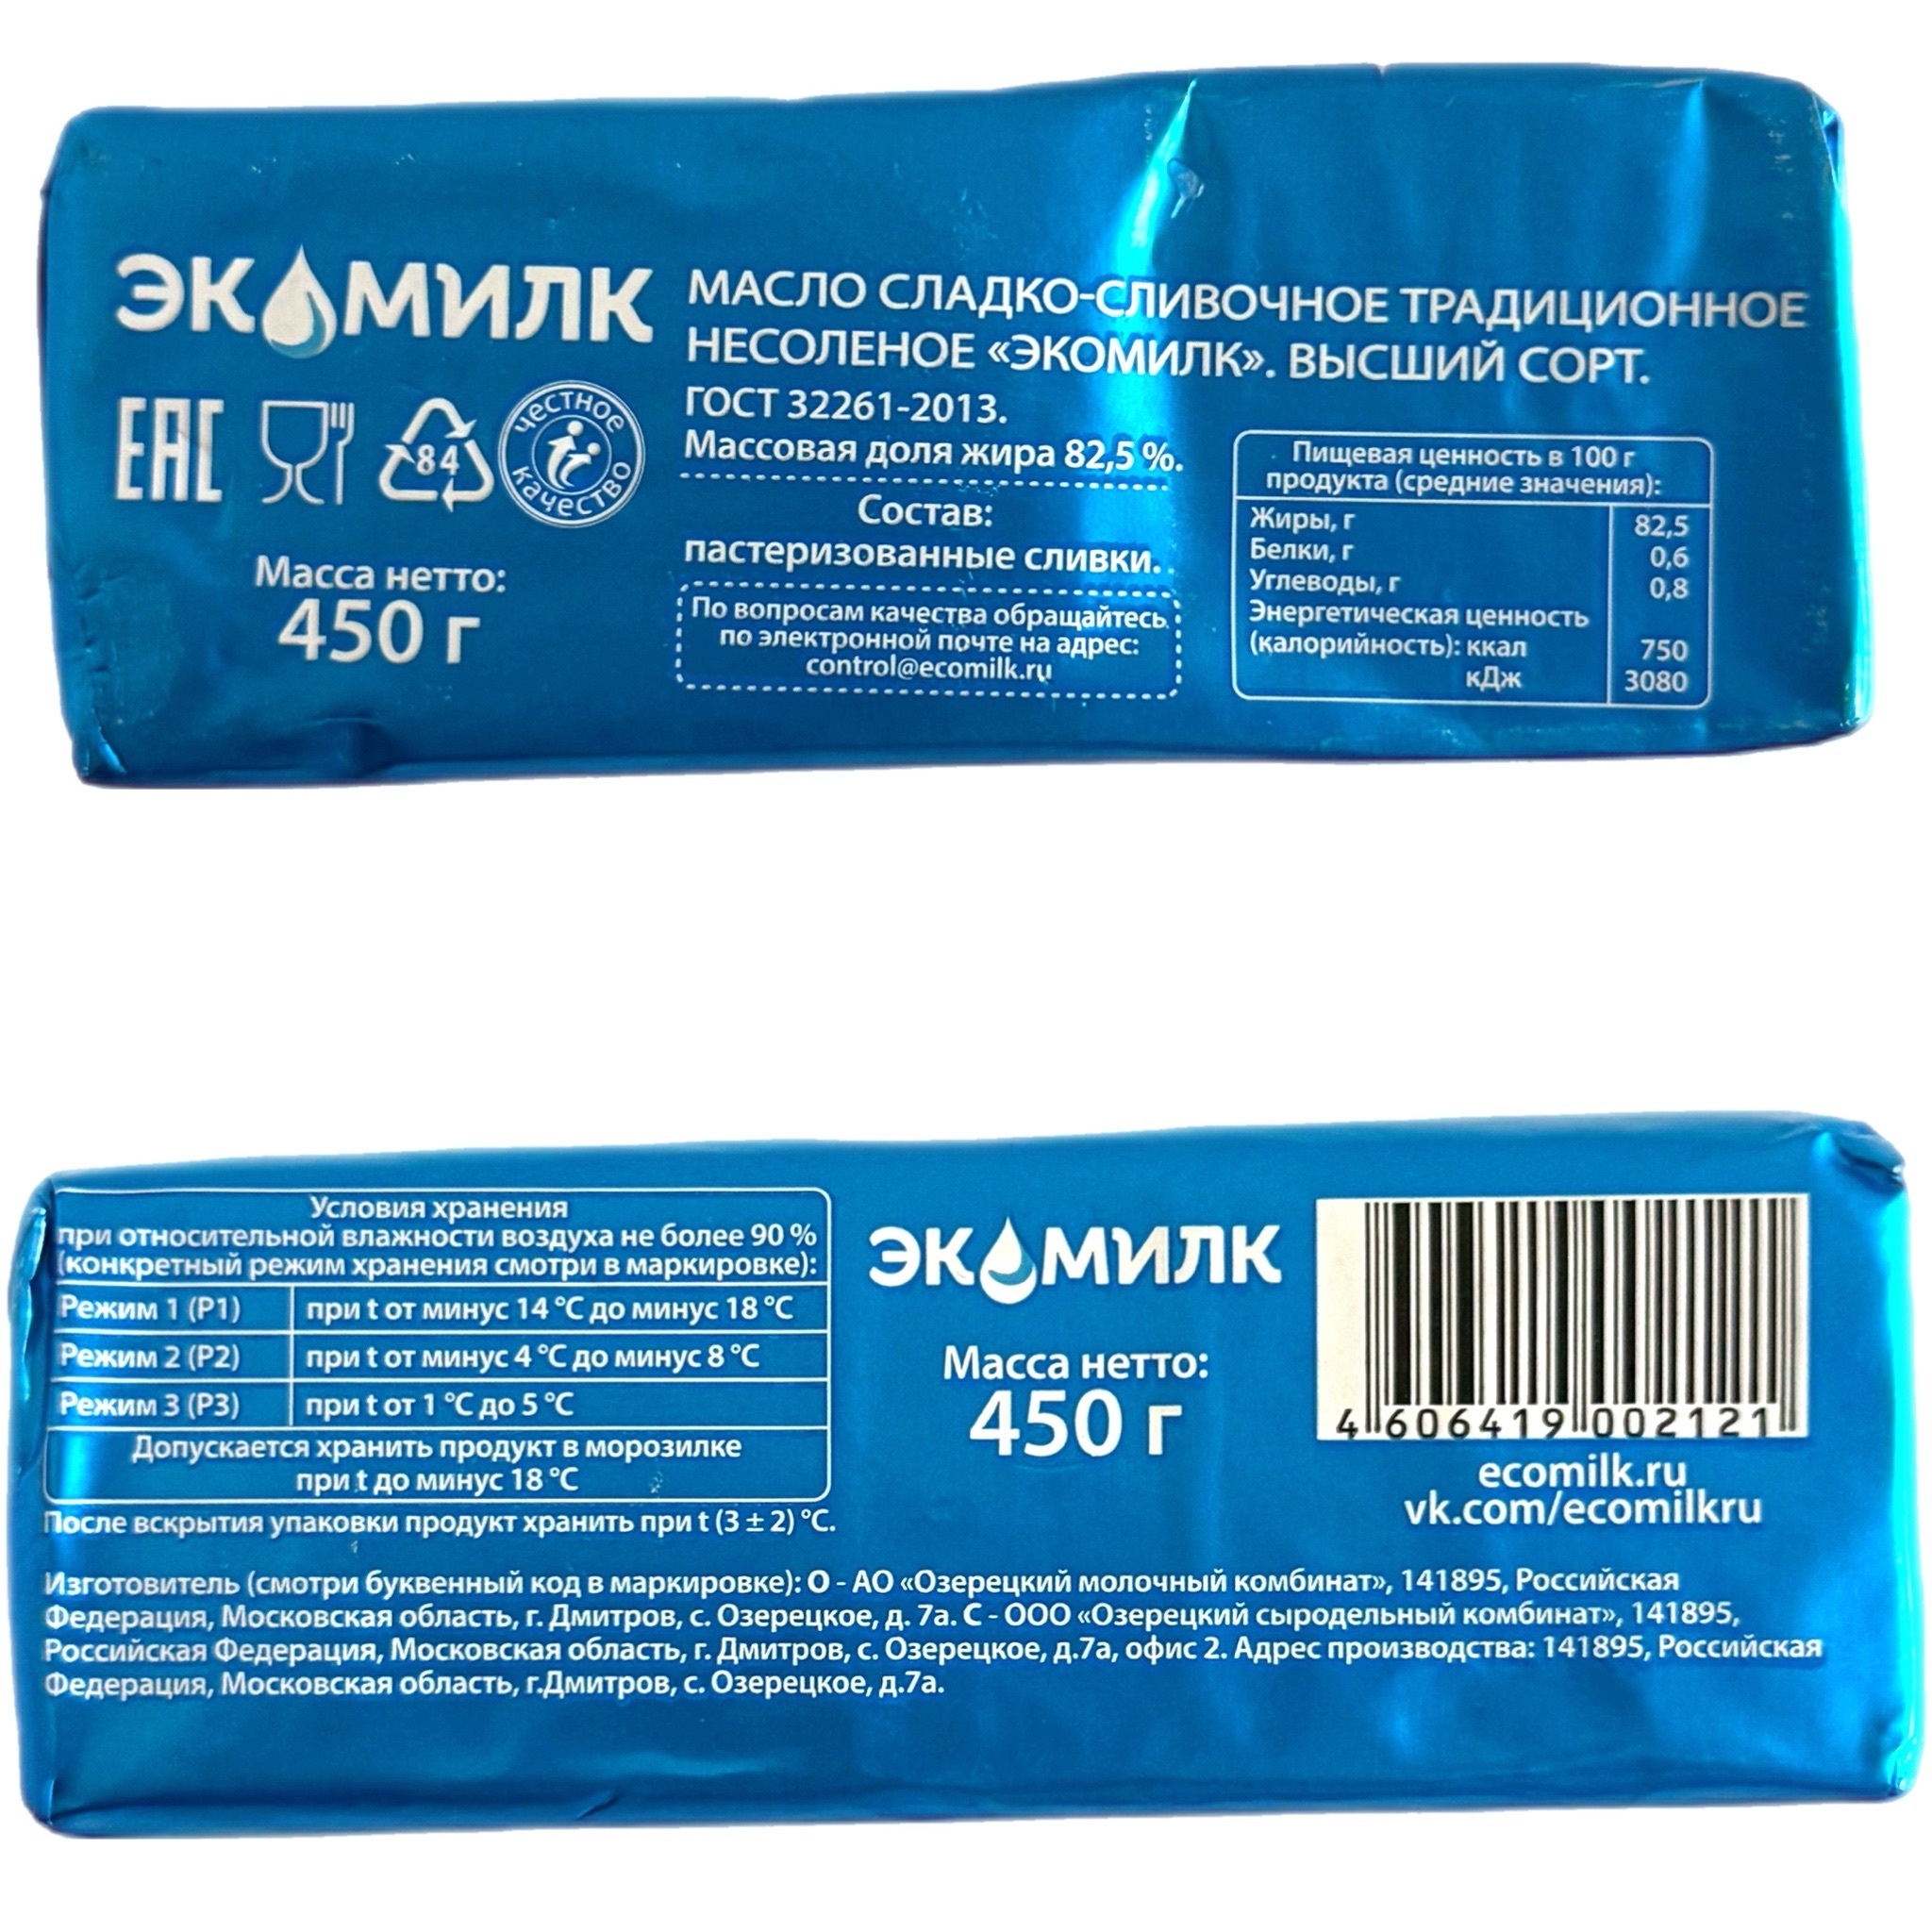 ЭКОМИЛК
МАСЛО СЛАДКО-СЛИВОЧНОЕ ТРАДИЦИОННОЕ
НЕСОЛЕНОЕ «ЭКОМИЛК». ВЫСШИЙ СОРТ.
ГОСТ 32261-2013.
Массовая доля жира 82,5 %.
EAC
84
честное
качество
Масса нетто:
450 г
Состав:
пастеризованные сливки.
По вопросам качества обращайтесь
по электронной почте на адрес:
control@ecomilk.ru
Пищевая ценность в 100 г
продукта (средние значения):
Жиры, г 82,5
Белки, г 0,6
Углеводы, г 0,8
Энергетическая ценность
(калорийность): ккал 750
кДж 3080
Условия хранения
при относительной влажности воздуха не более 90 %
(конкретный режим хранения смотри в маркировке):
Режим 1 (Р1) при t от минус 14 °С до минус 18 °С
Режим 2 (Р2) при t от минус 4 °С до минус 8 °С
Режим 3 (Р3) при t от 1 °С до 5 °С
Допускается хранить продукт в морозилке
при t до минус 18 °С
После вскрытия упаковки продукт хранить при t (3 ± 2) °С.
ЭКОМИЛК
Масса нетто:
450 г
4 606419 002121
ecomilk.ru
vk.com/ecomilkru
Изготовитель (смотри буквенный код в маркировке): О - АО «Озерецкий молочный комбинат», 141895, Российская
Федерация, Московская область, г. Дмитров, с. Озерецкое, д. 7а. С - ООО «Озерецкий сыродельный комбинат», 141895,
Российская Федерация, Московская область, г. Дмитров, с. Озерецкое, д.7а, офис 2. Адрес производства: 141895, Российская
Федерация, Московская область, г.Дмитров, с. Озерецкое, д.7а.